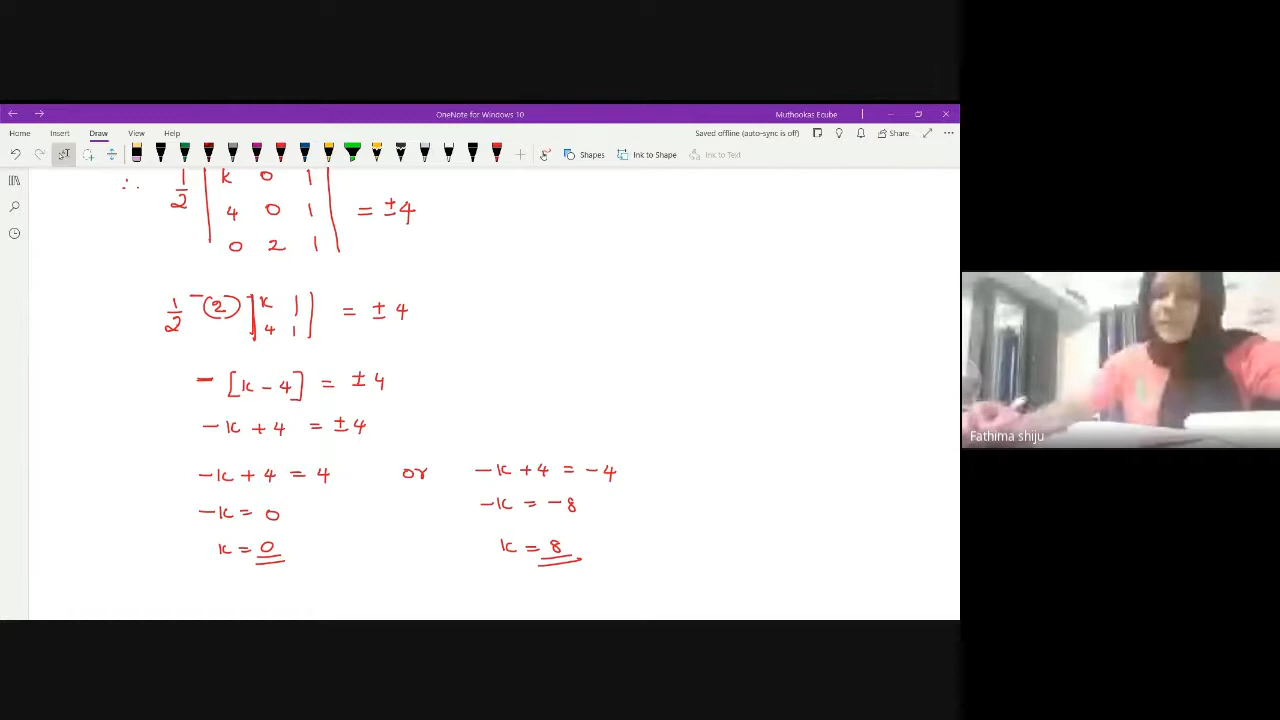 OneNote for Windows 10
Muthookas Ecube
Home Insert Draw View Help
Saved offline (auto-sync is off)
Share
Shapes
Ink to Shape
Ink to Text
∴ 1/2 | K 0 1 |
| 4 0 1 | = ±4
| 0 2 1 |
1/2 -(2) | K 1 | = ± 4
| 4 1 |
- [K - 4] = ± 4
-K + 4 = ± 4
-K + 4 = 4 or -K + 4 = -4
-K = 0 -K = -8
K = 0 K = 8
Fathima shiju